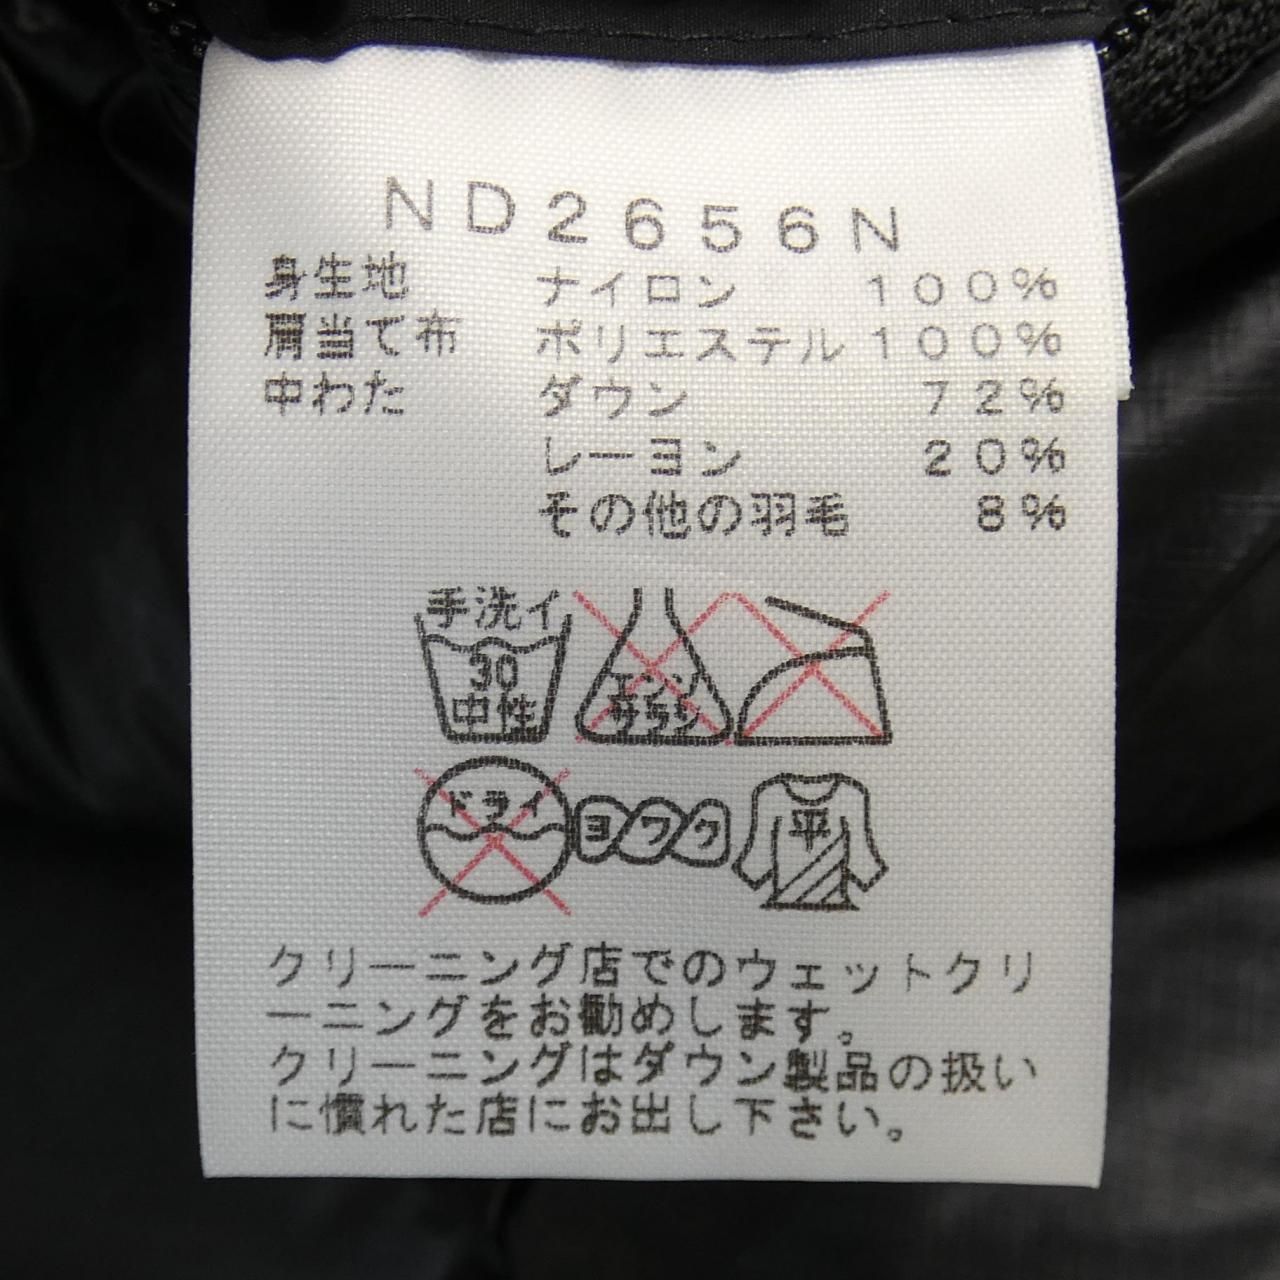 ND2656N
身生地 ナイロン 100%
肩当て布 ポリエステル 100%
中わた ダウン 72%
レーヨン 20%
その他の羽毛 8%
手洗イ
30
中性
エンソ
サラシ
ドライ
ヨワク
平
クリーニング店でのウェットクリ
ーニングをお勧めします。
クリーニングはダウン製品の扱い
に慣れた店にお出し下さい。